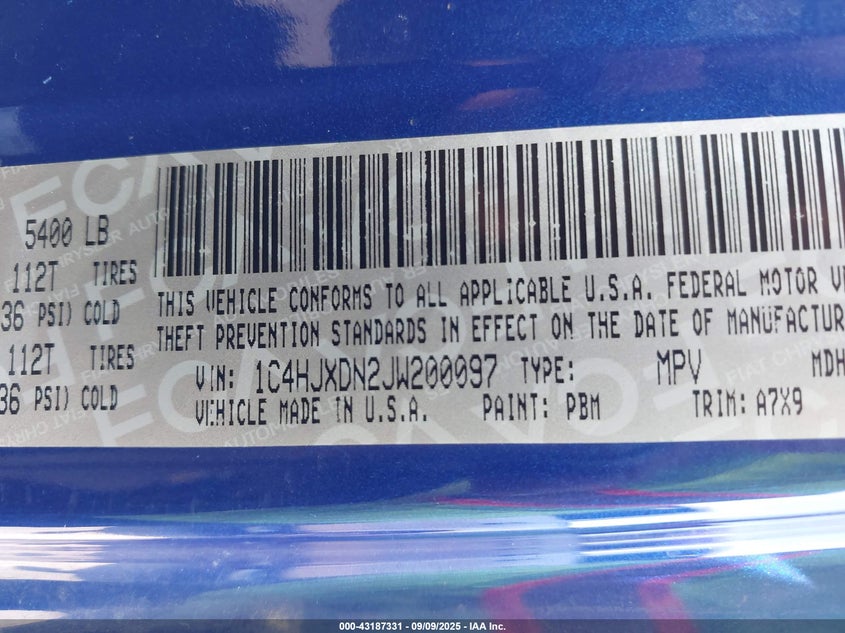 5400 LB
112T TIRES
36 PSI) COLD
112T TIRES
36 PSI) COLD
THIS VEHICLE CONFORMS TO ALL APPLICABLE U.S.A. FEDERAL MOTOR
THEFT PREVENTION STANDARDS IN EFFECT ON THE DATE OF MANUFACTUR
VIN: 1C4HJXDN2JW200097 TYPE: MPV MDH
VEHICLE MADE IN U.S.A. PAINT: PBM TRIM: A7X9
000-43187331 - 09/09/2025 - IAA Inc.